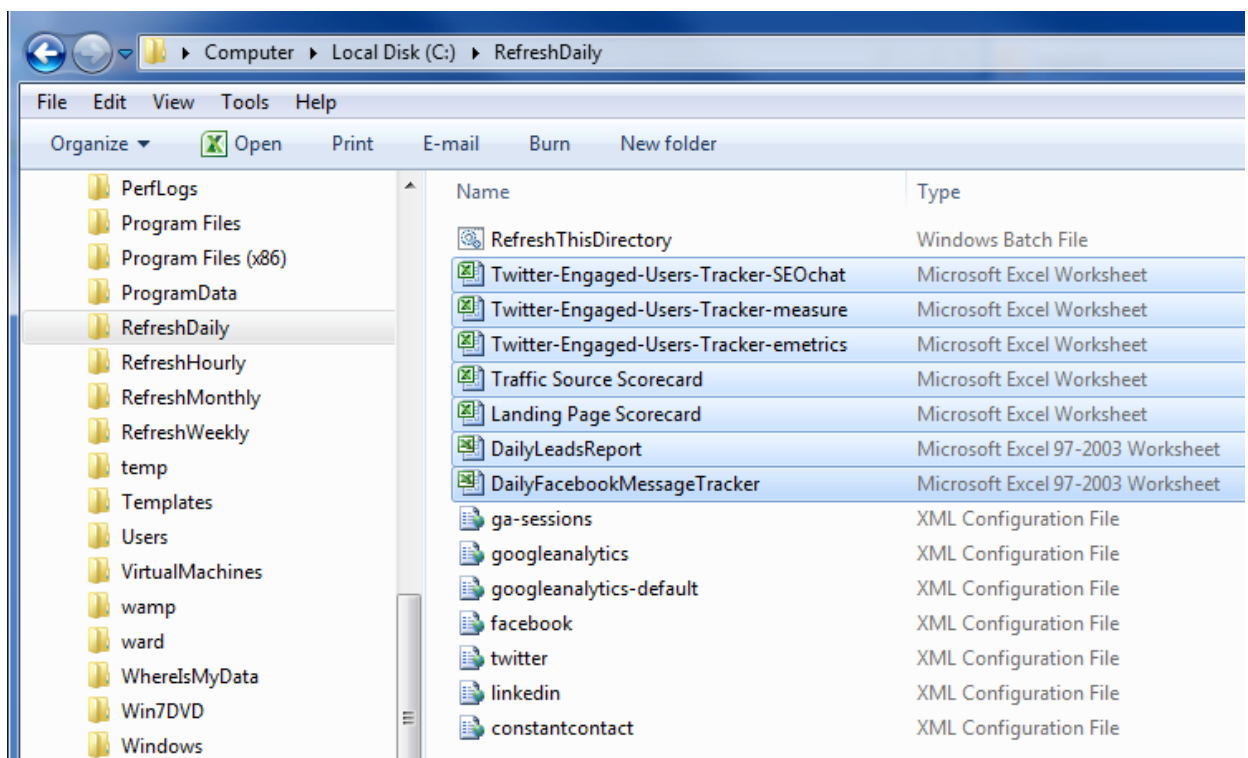 Computer Local Disk (C:) RefreshDaily
File Edit View Tools Help
Organize Open Print E-mail Burn New folder
PerfLogs
Program Files
Program Files (x86)
ProgramData
RefreshDaily
RefreshHourly
RefreshMonthly
RefreshWeekly
temp
Templates
Users
VirtualMachines
wamp
ward
WhereIsMyData
Win7DVD
Windows
Name Type
RefreshThisDirectory Windows Batch File
Twitter-Engaged-Users-Tracker-SEOchat Microsoft Excel Worksheet
Twitter-Engaged-Users-Tracker-measure Microsoft Excel Worksheet
Twitter-Engaged-Users-Tracker-emetrics Microsoft Excel Worksheet
Traffic Source Scorecard Microsoft Excel Worksheet
Landing Page Scorecard Microsoft Excel Worksheet
DailyLeadsReport Microsoft Excel 97-2003 Worksheet
DailyFacebookMessageTracker Microsoft Excel 97-2003 Worksheet
ga-sessions XML Configuration File
googleanalytics XML Configuration File
googleanalytics-default XML Configuration File
facebook XML Configuration File
twitter XML Configuration File
linkedin XML Configuration File
constantcontact XML Configuration File